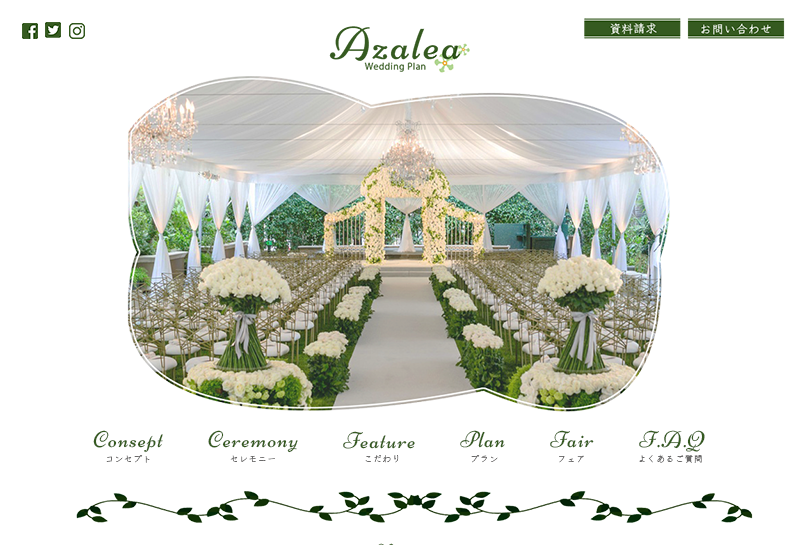 Azalea
Wedding Plan
資料請求
お問い合わせ
Consept
コンセプト
Ceremony
セレモニー
Feature
こだわり
Plan
プラン
Fair
フェア
F.A.Q
よくあるご質問